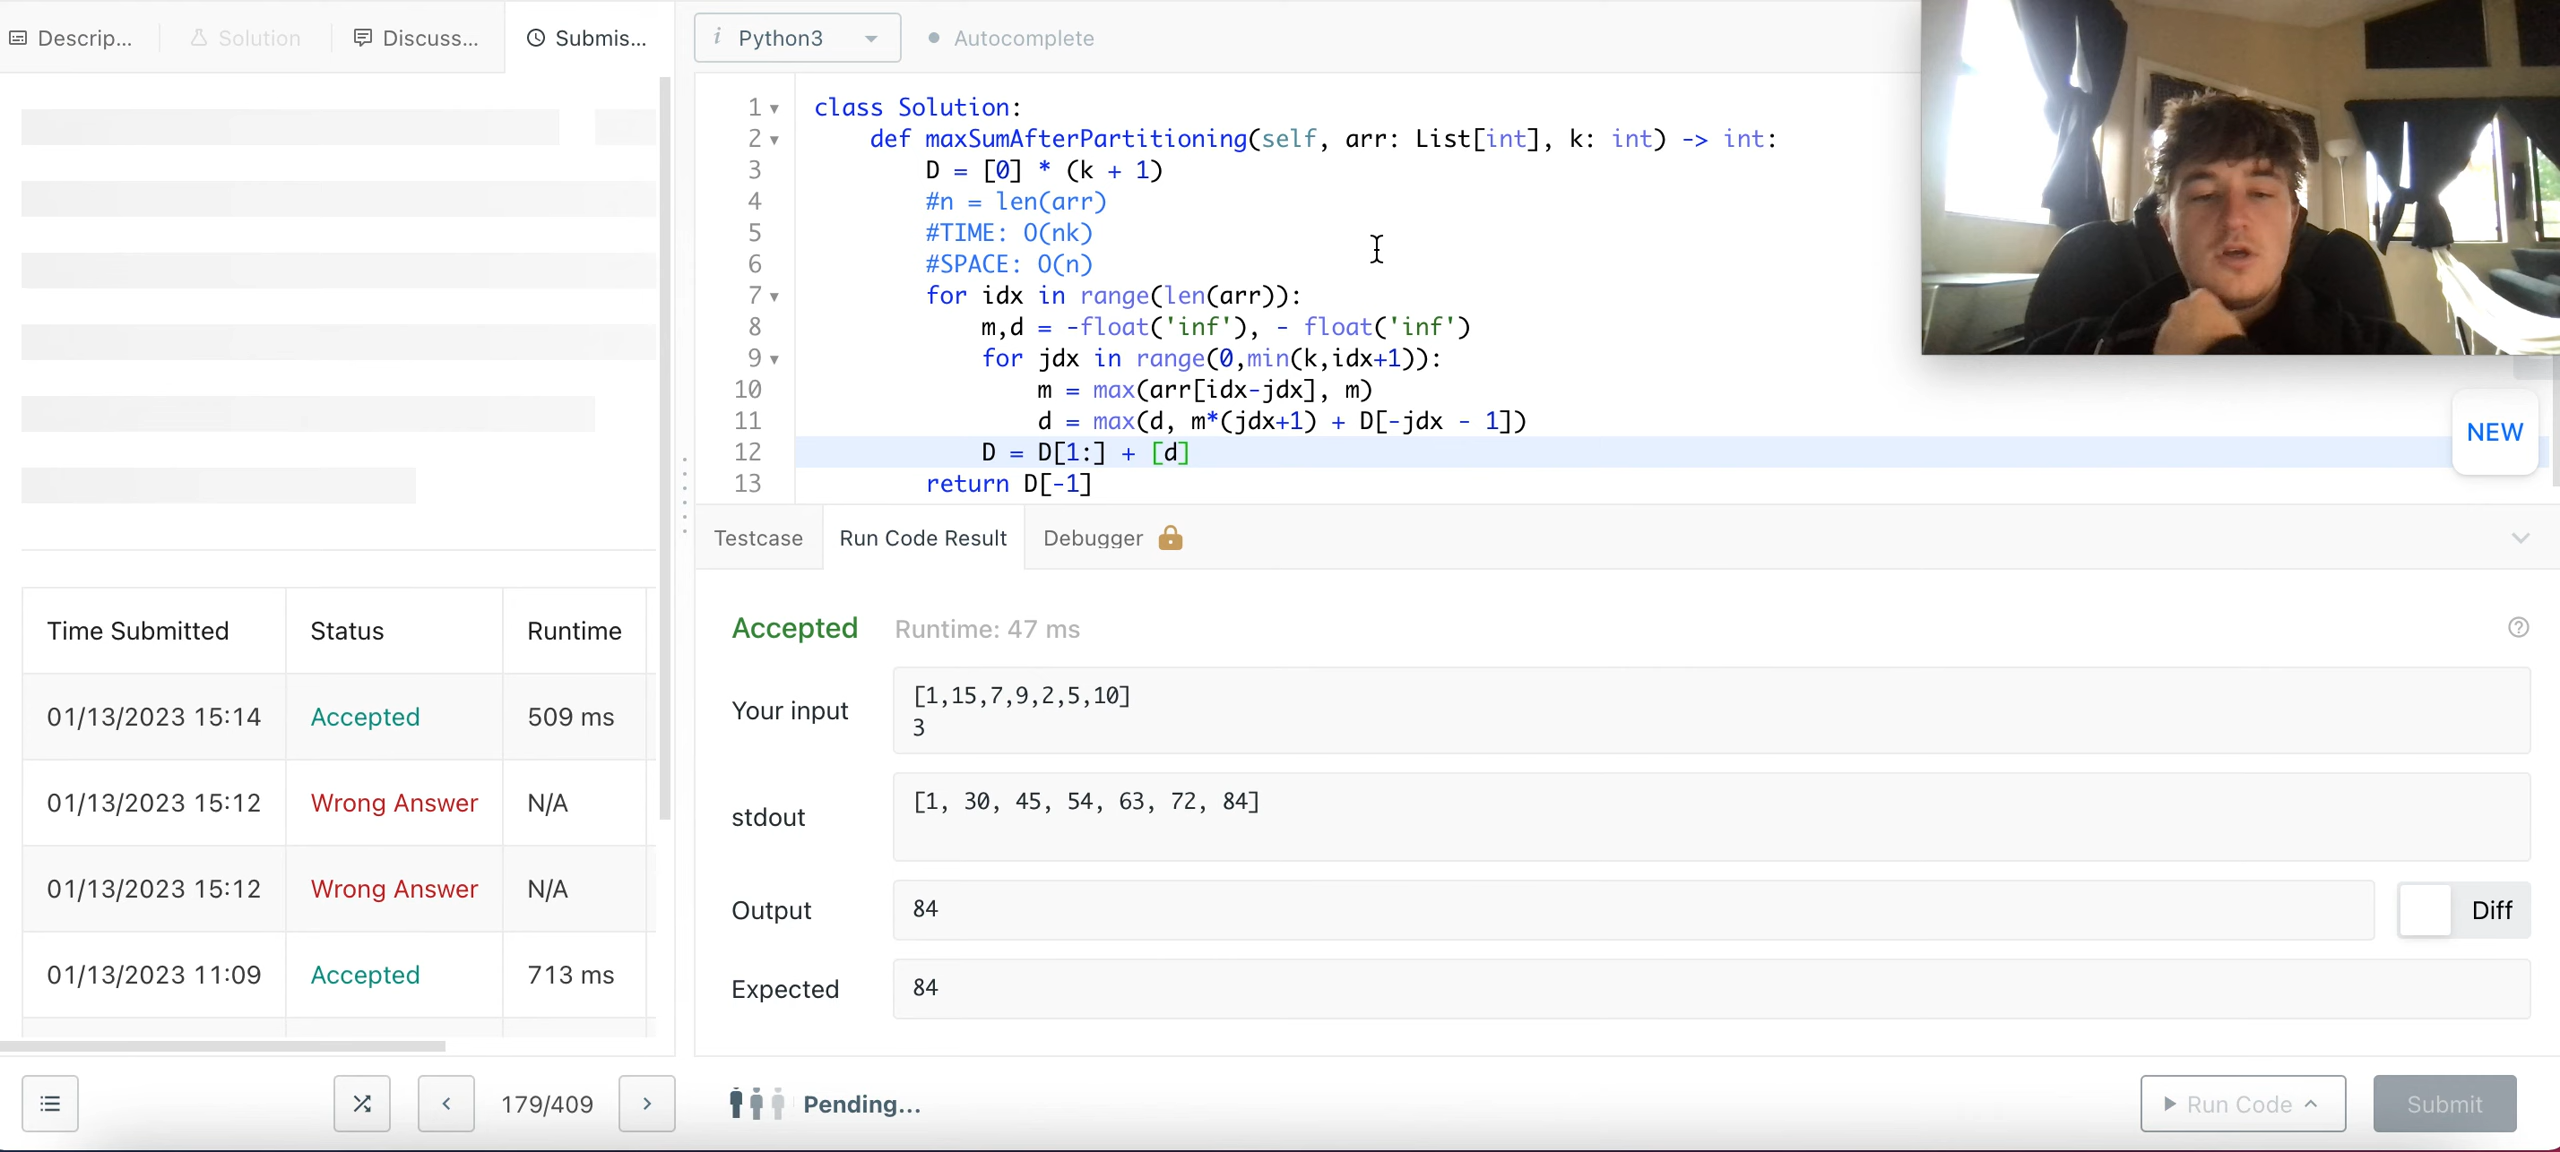 Descrip...
Solution
Discuss...
Submis...
i Python3
Autocomplete
1 class Solution:
2 def maxSumAfterPartitioning(self, arr: List[int], k: int) -> int:
3 D = [0] * (k + 1)
4 #n = len(arr)
5 #TIME: O(nk)
6 #SPACE: O(n)
7 for idx in range(len(arr)):
8 m,d = -float('inf'), - float('inf')
9 for jdx in range(0,min(k,idx+1)):
10 m = max(arr[idx-jdx], m)
11 d = max(d, m*(jdx+1) + D[-jdx - 1])
12 D = D[1:] + [d]
13 return D[-1]
NEW
Testcase
Run Code Result
Debugger
Accepted Runtime: 47 ms
Your input
[1,15,7,9,2,5,10]
3
stdout
[1, 30, 45, 54, 63, 72, 84]
Output
84
Diff
Expected
84
Time Submitted Status Runtime
01/13/2023 15:14 Accepted 509 ms
01/13/2023 15:12 Wrong Answer N/A
01/13/2023 15:12 Wrong Answer N/A
01/13/2023 11:09 Accepted 713 ms
179/409
Pending...
Run Code
Submit